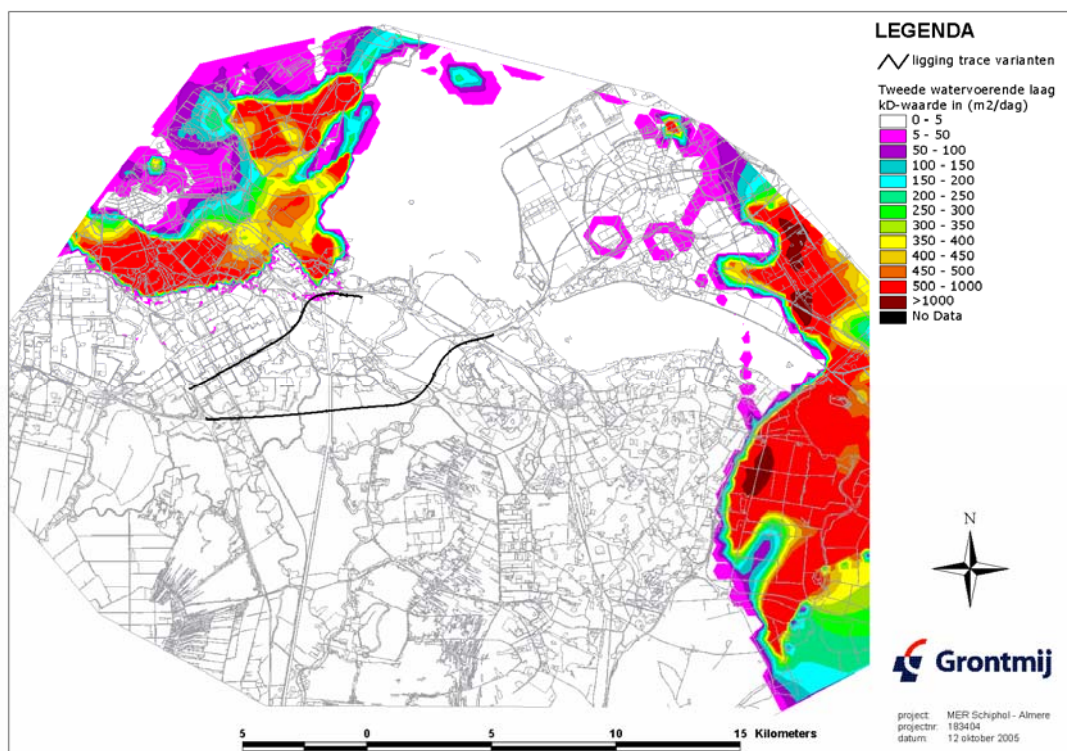 LEGENDA
ligging trace varianten
Tweede watervoerende laag
kD-waarde in (m2/dag)
0 - 5
5 - 50
50 - 100
100 - 150
150 - 200
200 - 250
250 - 300
300 - 350
350 - 400
400 - 450
450 - 500
500 - 1000
>1000
No Data
N
Grontmij
project: MER Schiphol - Almere
projectnr: 183404
datum: 12 oktober 2005
5 0 5 10 15 Kilometers